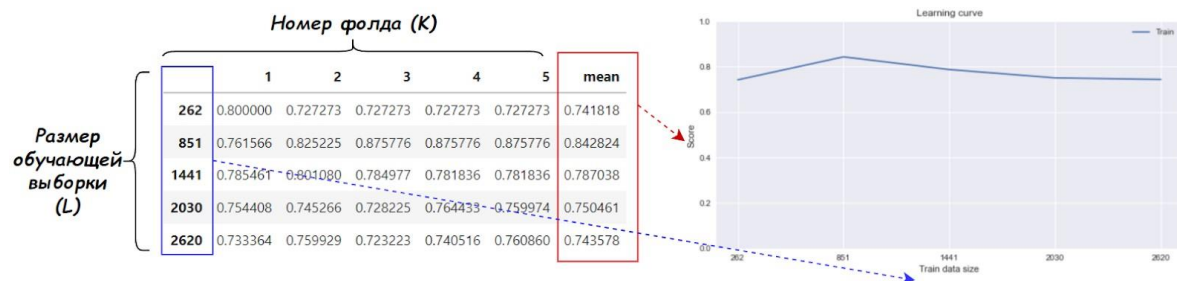 Номер фолда (K)
1 2 3 4 5 mean
262 0.800000 0.727273 0.727273 0.727273 0.727273 0.741818
851 0.761566 0.825225 0.875776 0.875776 0.875776 0.842824
1441 0.785461 0.801080 0.784977 0.781836 0.781836 0.787038
2030 0.754408 0.745266 0.728225 0.764433 0.759974 0.750461
2620 0.733364 0.759929 0.723223 0.740516 0.760860 0.743578
Размер
обучающей
выборки
(L)
Learning curve
Train
1.0
0.8
0.6
0.4
0.2
0.0
Score
262 851 1441 2030 2620
Train data size